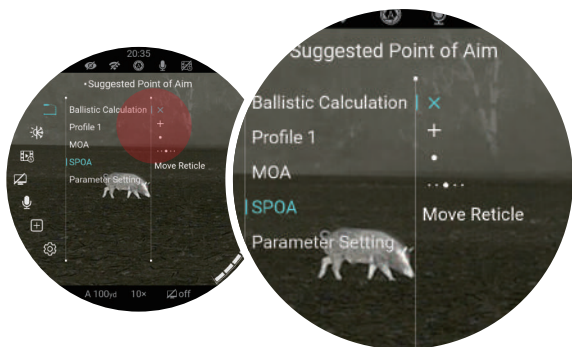 20:35
•Suggested Point of Aim
Ballistic Calculation
Profile 1
MOA
SPOA
Parameter Setting
Move Reticle
A 100yd 10× off
Suggested Point of Aim
Ballistic Calculation
Profile 1
MOA
SPOA
Parameter Setting
Move Reticle